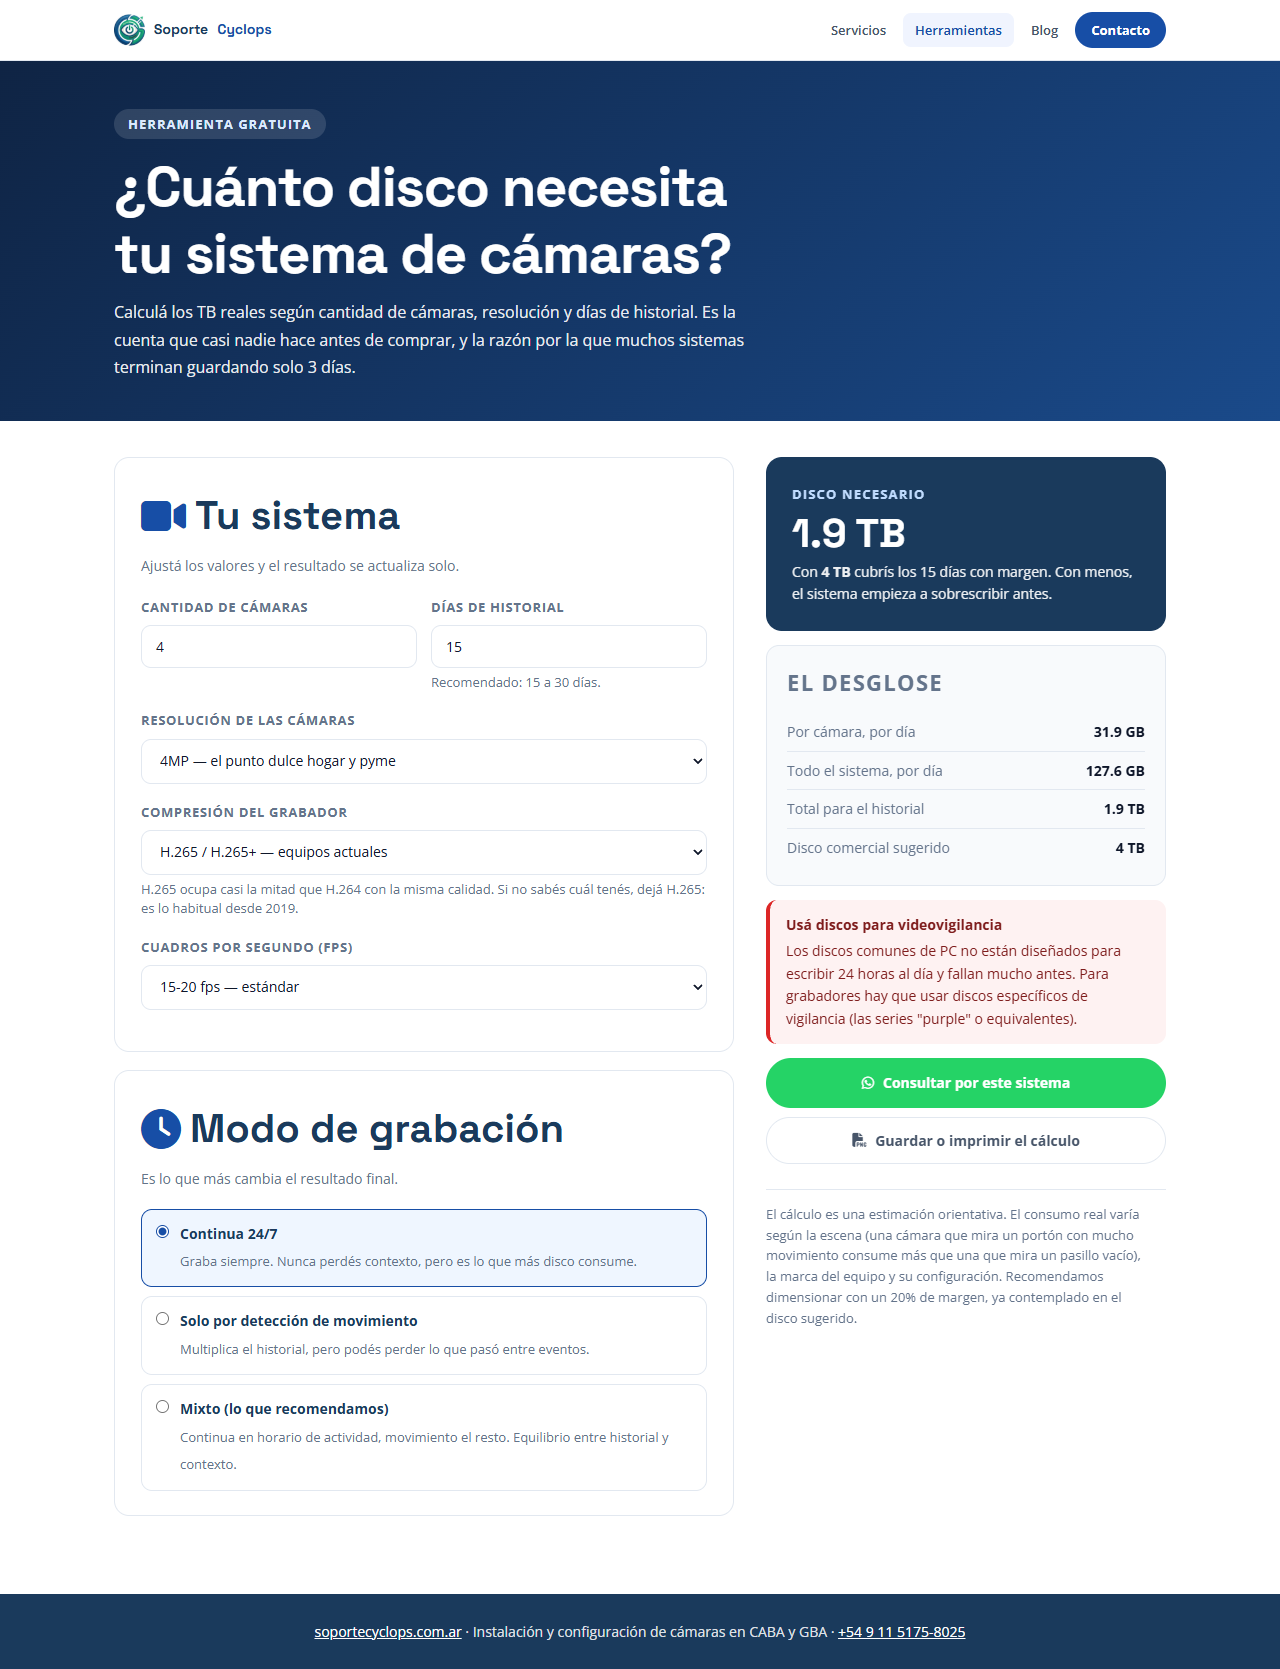 Soporte Cyclops
Servicios
Herramientas
Blog
Contacto
HERRAMIENTA GRATUITA
¿Cuánto disco necesita
tu sistema de cámaras?
Calculá los TB reales según cantidad de cámaras, resolución y días de historial. Es la
cuenta que casi nadie hace antes de comprar, y la razón por la que muchos sistemas
terminan guardando solo 3 días.
Tu sistema
Ajustá los valores y el resultado se actualiza solo.
CANTIDAD DE CÁMARAS
4
DÍAS DE HISTORIAL
15
Recomendado: 15 a 30 días.
RESOLUCIÓN DE LAS CÁMARAS
4MP — el punto dulce hogar y pyme
COMPRESIÓN DEL GRABADOR
H.265 / H.265+ — equipos actuales
H.265 ocupa casi la mitad que H.264 con la misma calidad. Si no sabés cuál tenés, dejá H.265:
es lo habitual desde 2019.
CUADROS POR SEGUNDO (FPS)
15-20 fps — estándar
Modo de grabación
Es lo que más cambia el resultado final.
Continua 24/7
Graba siempre. Nunca perdés contexto, pero es lo que más disco consume.
Solo por detección de movimiento
Multiplica el historial, pero podés perder lo que pasó entre eventos.
Mixto (lo que recomendamos)
Continua en horario de actividad, movimiento el resto. Equilibrio entre historial y
contexto.
DISCO NECESARIO
1.9 TB
Con 4 TB cubrís los 15 días con margen. Con menos,
el sistema empieza a sobrescribir antes.
EL DESGLOSE
Por cámara, por día 31.9 GB
Todo el sistema, por día 127.6 GB
Total para el historial 1.9 TB
Disco comercial sugerido 4 TB
Usá discos para videovigilancia
Los discos comunes de PC no están diseñados para
escribir 24 horas al día y fallan mucho antes. Para
grabadores hay que usar discos específicos de
vigilancia (las series "purple" o equivalentes).
Consultar por este sistema
Guardar o imprimir el cálculo
El cálculo es una estimación orientativa. El consumo real varía
según la escena (una cámara que mira un portón con mucho
movimiento consume más que una que mira un pasillo vacío),
la marca del equipo y su configuración. Recomendamos
dimensionar con un 20% de margen, ya contemplado en el
disco sugerido.
soportecyclops.com.ar · Instalación y configuración de cámaras en CABA y GBA · +54 9 11 5175-8025